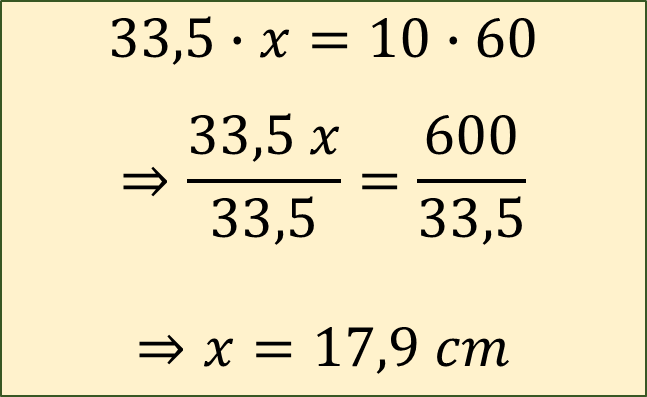 33,5 · x = 10 · 60
⇒ 33,5 x / 33,5 = 600 / 33,5
⇒ x = 17,9 cm